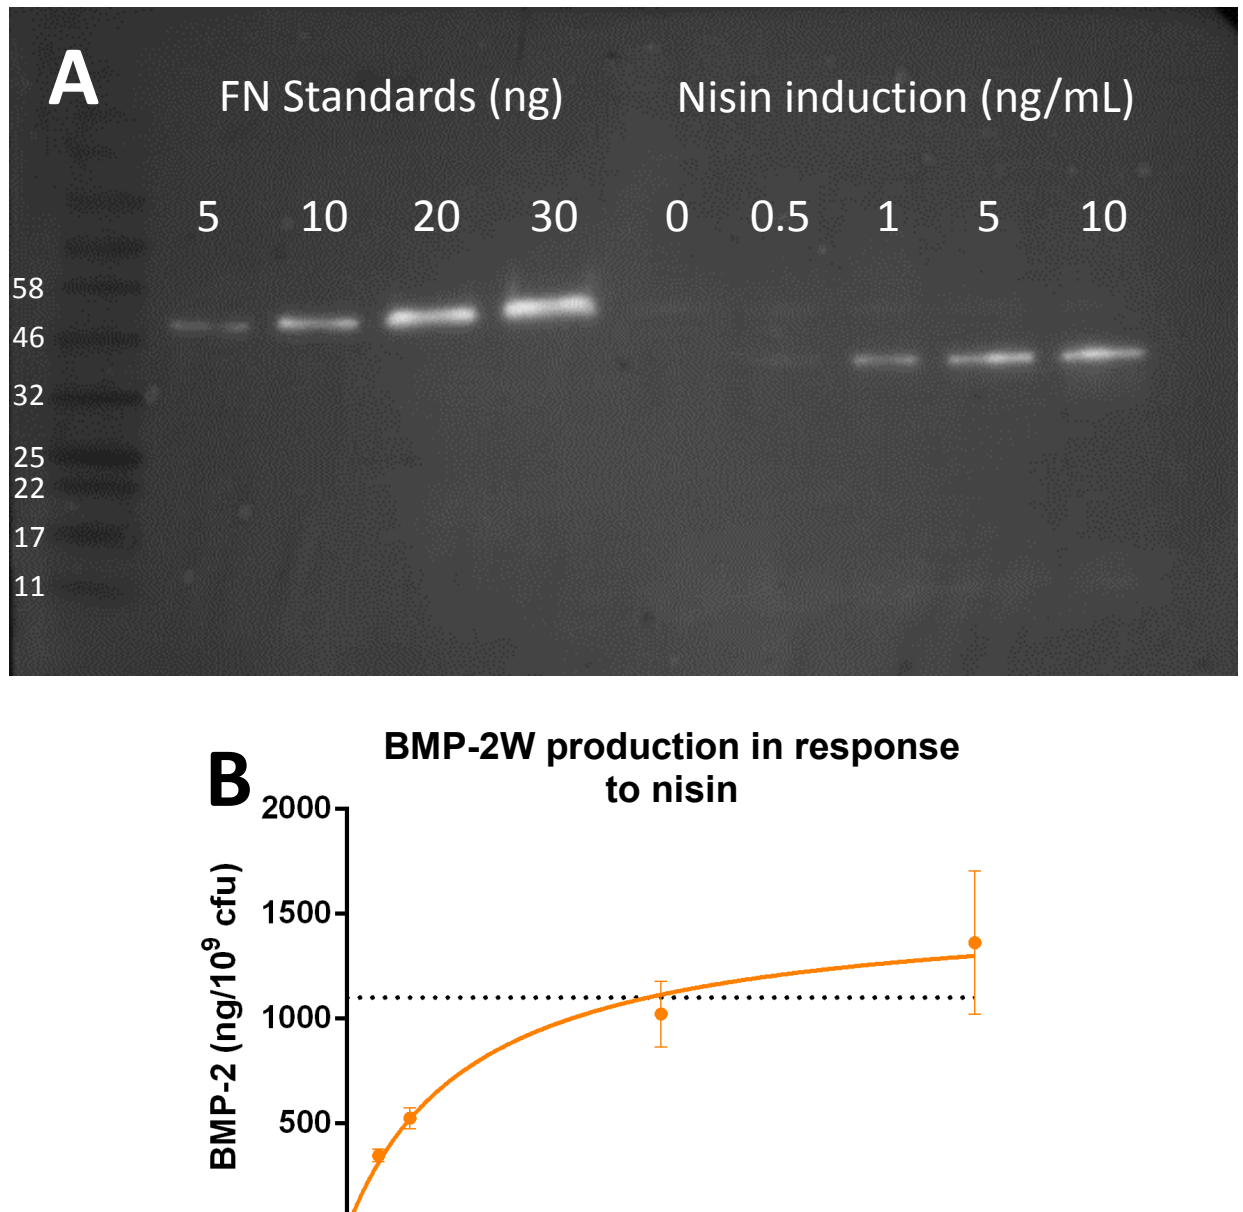 A
FN Standards (ng)
Nisin induction (ng/mL)
5 10 20 30 0 0.5 1 5 10
58
46
32
25
22
17
11
B
BMP-2W production in response
to nisin
BMP-2 (ng/10⁹ cfu)
2000
1500
1000
500